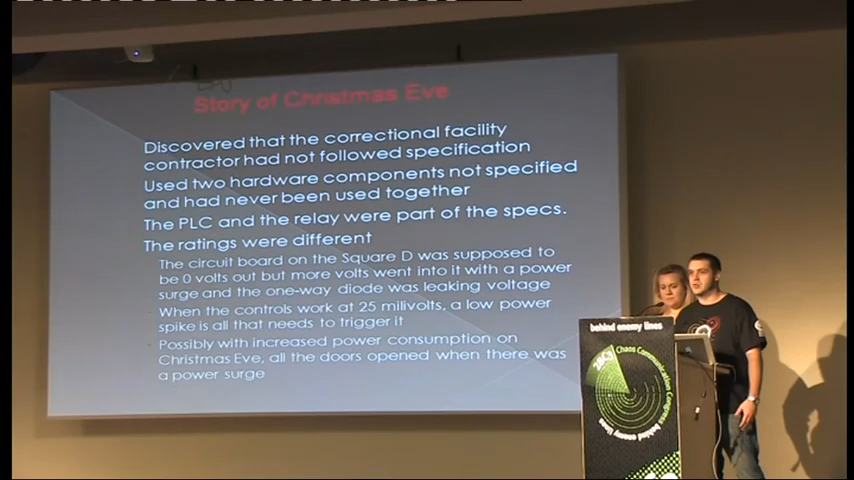 Story of Christmas Eve
Discovered that the correctional facility
contractor had not followed specification
Used two hardware components not specified
and had never been used together
The PLC and the relay were part of the specs.
The ratings were different
The circuit board on the Square D was supposed to
be 0 volts out but more volts went into it with a power
surge and the one-way diode was leaking voltage
When the controls work at 25 milivolts, a low power
spike is all that needs to trigger it
Possibly with increased power consumption on
Christmas Eve, all the doors opened when there was
a power surge
behind enemy lines
28C3
Chaos Communication Congress
behind enemy lines